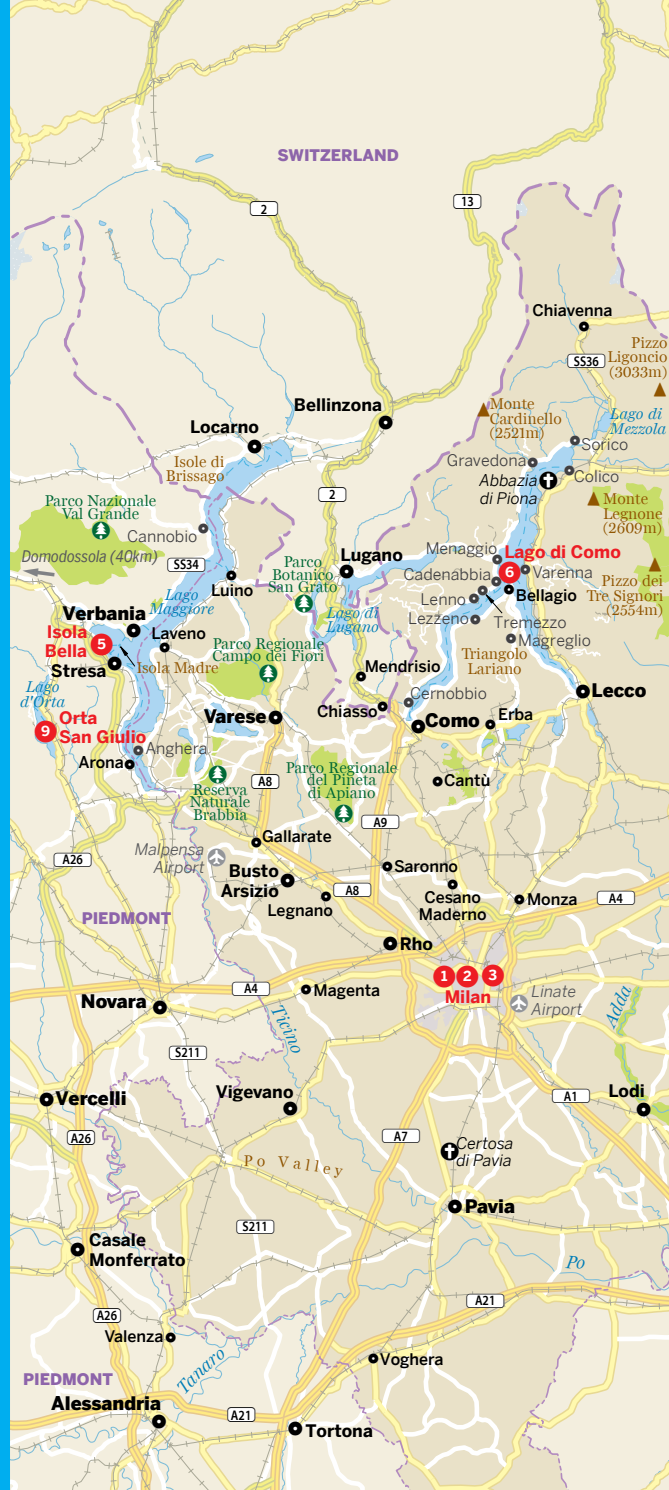 SWITZERLAND
2
13
Chiavenna
SS36
Pizzo
Ligoncio
(3033m)
Bellinzona
Monte
Cardinello
(2521m)
Lago di
Mezzola
Locarno
Isole di
Brissago
Sorico
Gravedona
Abbazia
di Piona
Colico
Parco Nazionale
Val Grande
2
Monte
Legnone
(2609m)
Cannobio
Domodossola (40km)
SS34
Menaggio
Lago di Como
6
Lugano
Parco
Botanico
San Grato
Cadenabbia
Varenna
Pizzo dei
Tre Signori
(2554m)
Luino
Lago
Maggiore
Lenno
Bellagio
Verbania
Lago di
Lugano
Lezzeno
Tremezzo
Isola
Bella
5
Laveno
Magreglio
Parco Regionale
Campo dei Fiori
Triangolo
Lariano
Stresa
Isola Madre
Mendrisio
Lago
d'Orta
Cernobbio
Lecco
9
Orta
San Giulio
Varese
Chiasso
Como
Erba
Anghera
Arona
A8
Parco Regionale
del Pineta
di Apiano
Cantù
Reserva
Naturale
Brabbia
A9
Gallarate
Malpensa
Airport
A26
Saronno
Busto
Arsizio
A8
Cesano
Maderno
Monza
A4
Legnano
PIEDMONT
Rho
1
2
3
Milan
A4
Magenta
Linate
Airport
Adda
Novara
Ticino
S211
Vercelli
Vigevano
A1
Lodi
A26
A7
Certosa
di Pavia
Po Valley
Pavia
S211
Casale
Monferrato
Po
A21
A26
Valenza
Voghera
PIEDMONT
Tanaro
Alessandria
A21
Tortona